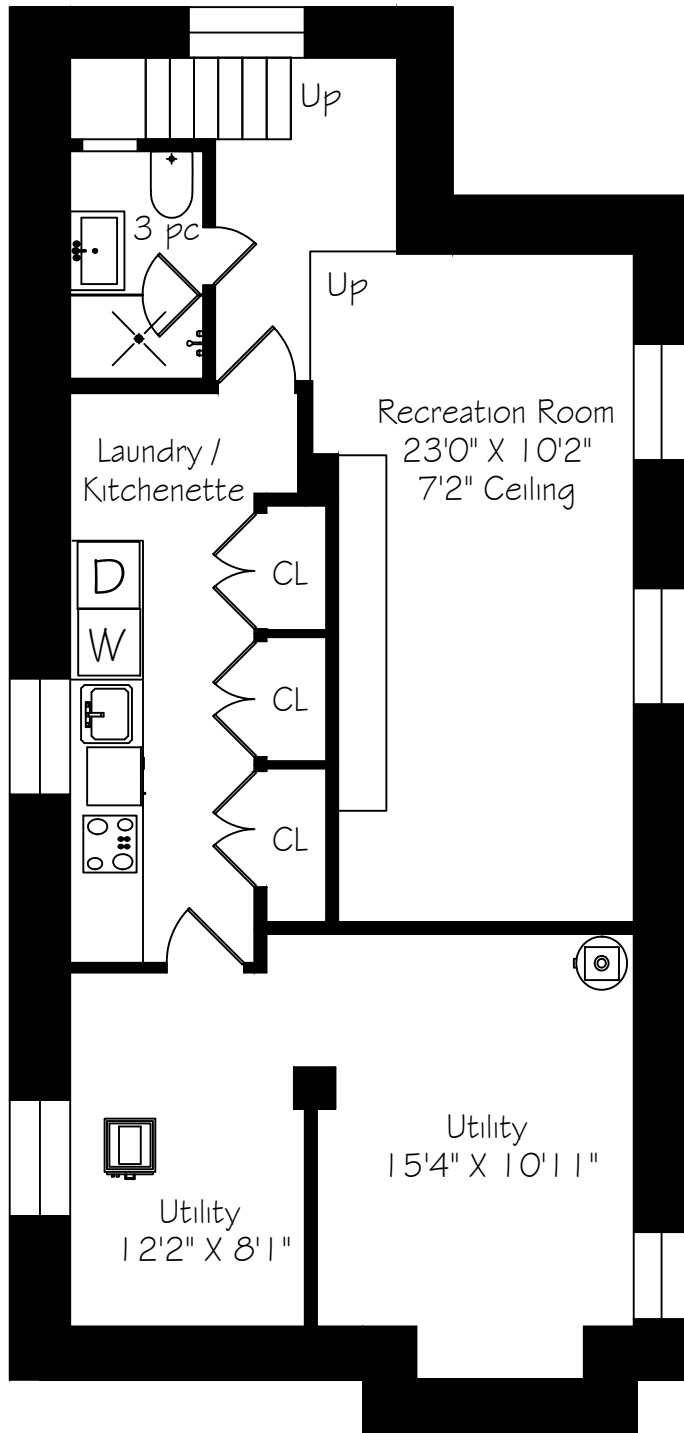 Up
3 pc
Up
Recreation Room
23'0" X 10'2"
7'2" Ceiling
Laundry /
Kitchenette
D
CL
W
CL
CL
Utility
15'4" X 10'11"
Utility
12'2" X 8'1"